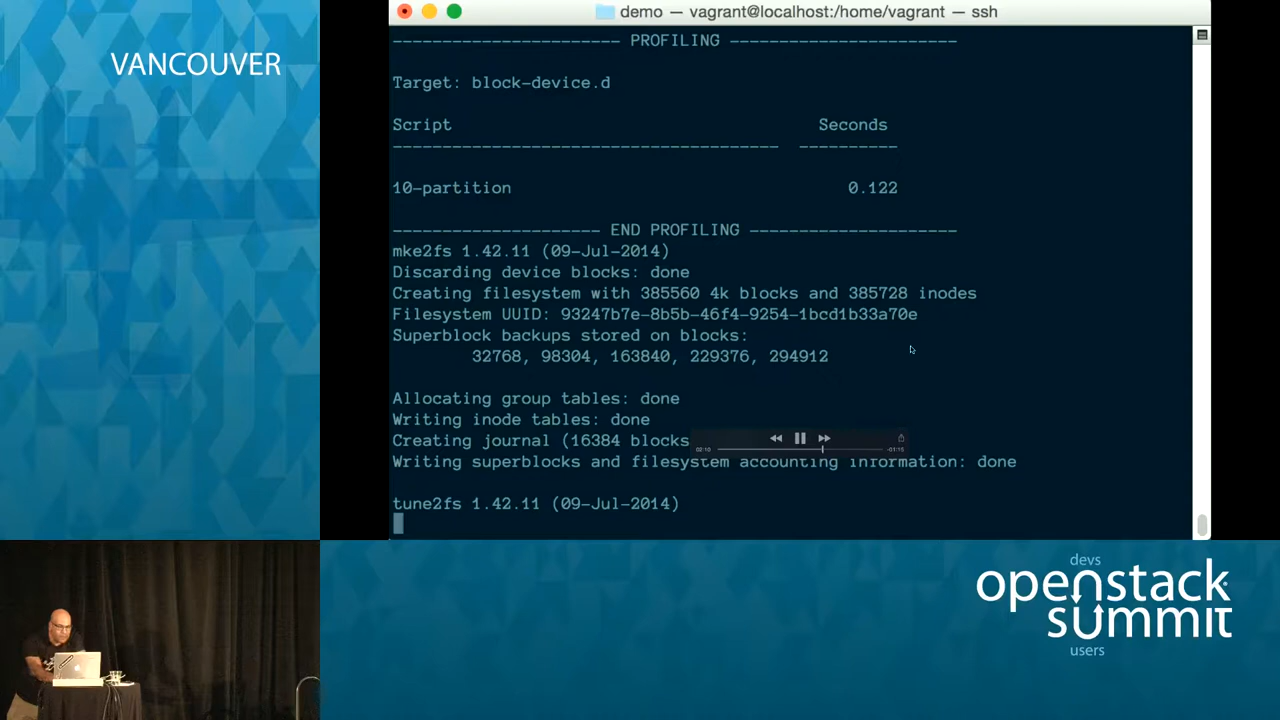 VANCOUVER
demo — vagrant@localhost:/home/vagrant — ssh
----------------------- PROFILING -----------------------
Target: block-device.d
Script Seconds
--------------------------------------- ----------
10-partition 0.122
--------------------- END PROFILING ---------------------
mke2fs 1.42.11 (09-Jul-2014)
Discarding device blocks: done
Creating filesystem with 385560 4k blocks and 385728 inodes
Filesystem UUID: 93247b7e-8b5b-46f4-9254-1bcd1b33a70e
Superblock backups stored on blocks:
32768, 98304, 163840, 229376, 294912
Allocating group tables: done
Writing inode tables: done
Creating journal (16384 blocks
02:10 -01:15
Writing superblocks and filesystem accounting information: done
tune2fs 1.42.11 (09-Jul-2014)
devs
openstack
summit
users